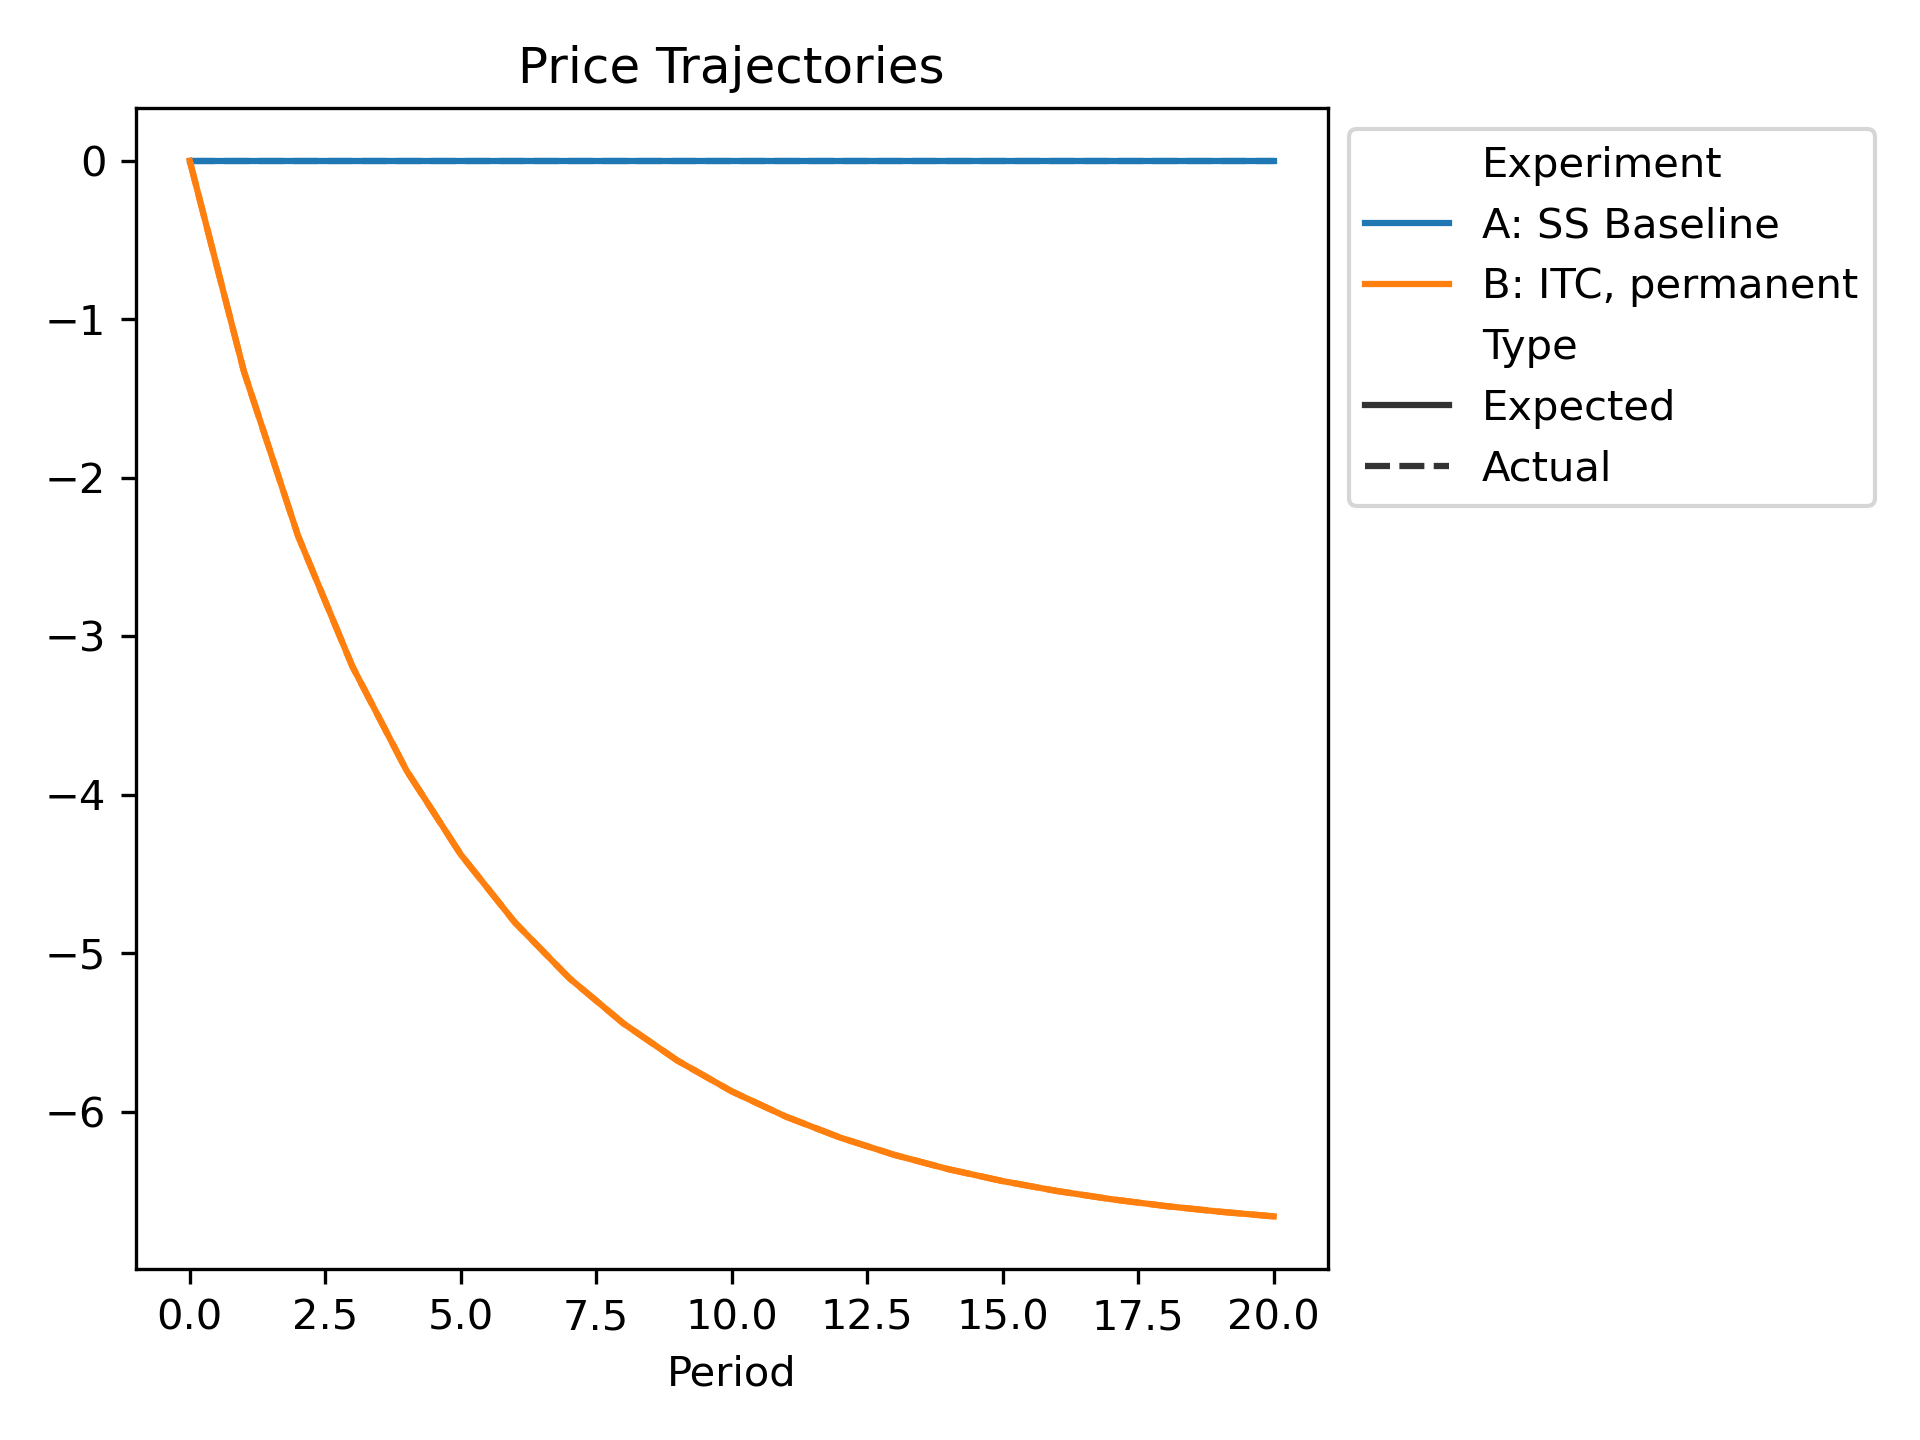 Price Trajectories
0
−1
−2
−3
−4
−5
−6
0.0 2.5 5.0 7.5 10.0 12.5 15.0 17.5 20.0
Period
Experiment
A: SS Baseline
B: ITC, permanent
Type
Expected
Actual